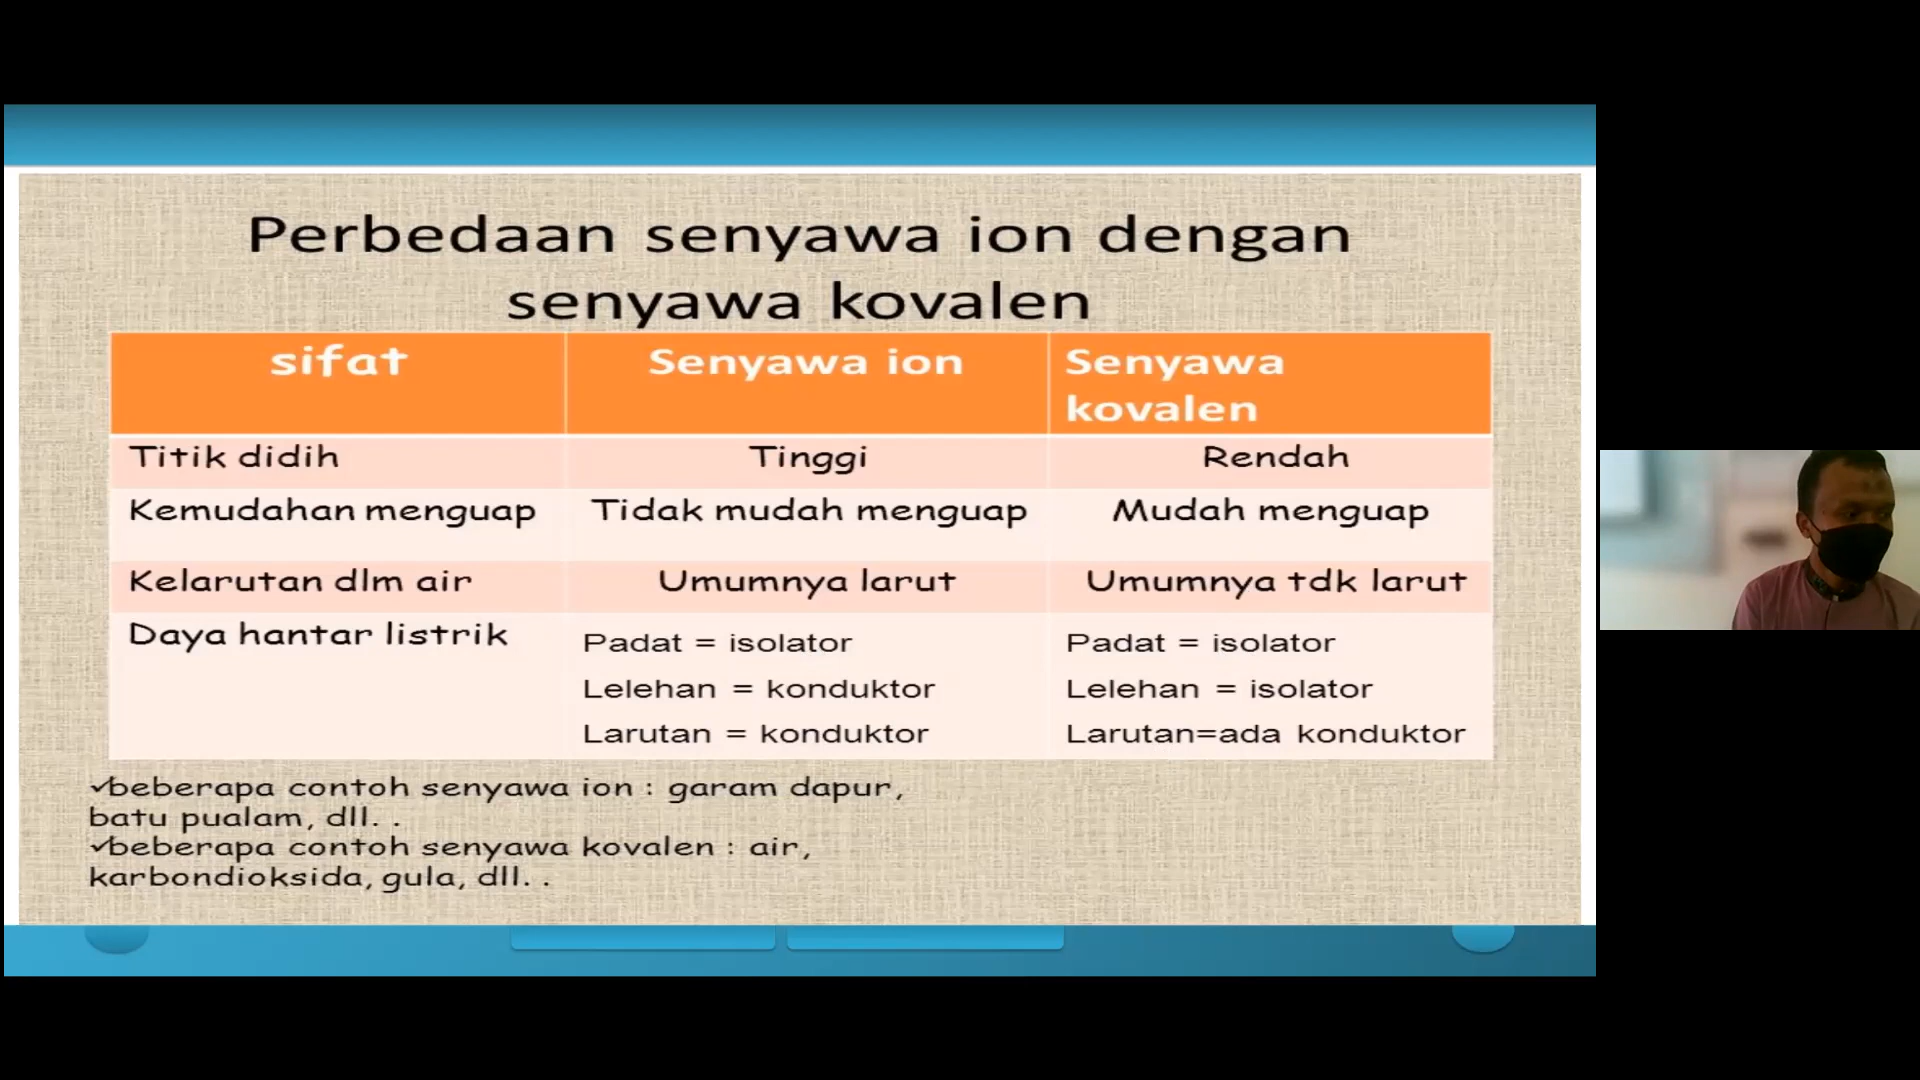 Perbedaan senyawa ion dengan
senyawa kovalen
sifat
Senyawa ion
Senyawa
kovalen
Titik didih
Tinggi
Rendah
Kemudahan menguap
Tidak mudah menguap
Mudah menguap
Kelarutan dlm air
Umumnya larut
Umumnya tdk larut
Daya hantar listrik
Padat = isolator
Lelehan = konduktor
Larutan = konduktor
Padat = isolator
Lelehan = isolator
Larutan=ada konduktor
✓beberapa contoh senyawa ion : garam dapur,
batu pualam, dll. .
✓beberapa contoh senyawa kovalen : air,
karbondioksida, gula, dll. .